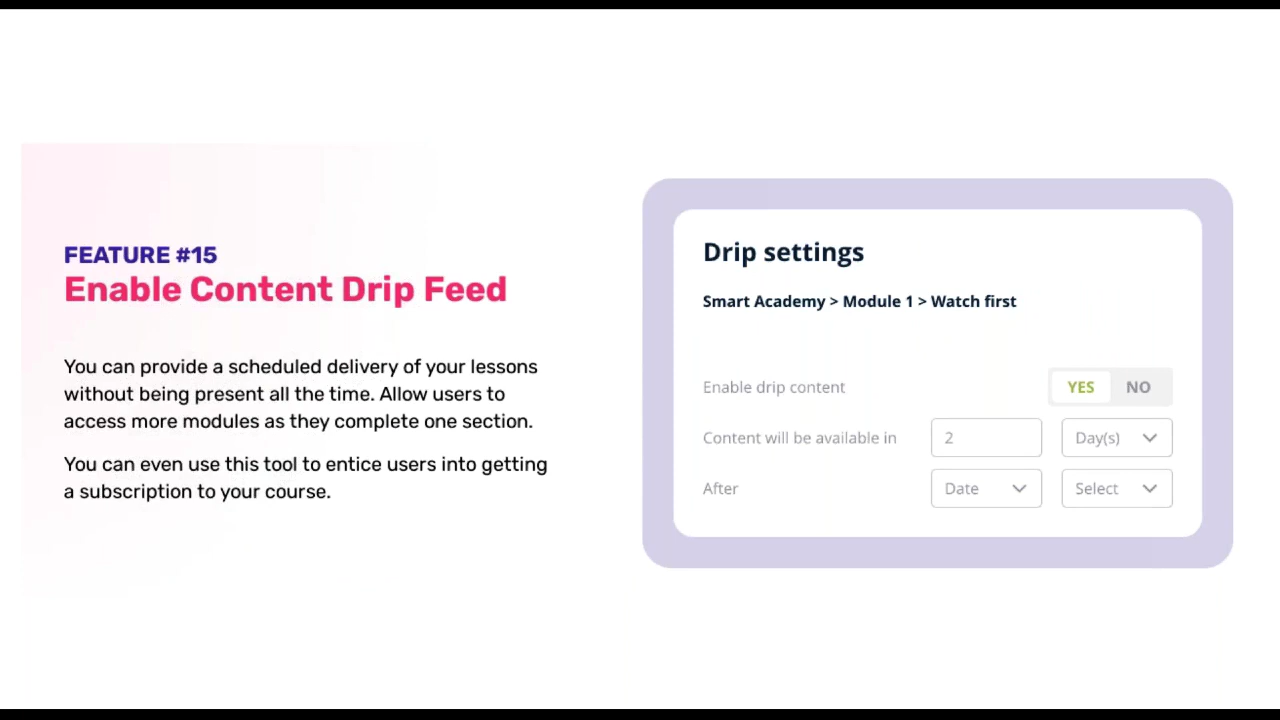 FEATURE #15
Enable Content Drip Feed
You can provide a scheduled delivery of your lessons
without being present all the time. Allow users to
access more modules as they complete one section.
You can even use this tool to entice users into getting
a subscription to your course.
Drip settings
Smart Academy > Module 1 > Watch first
Enable drip content YES NO
Content will be available in 2 Day(s)
After Date Select